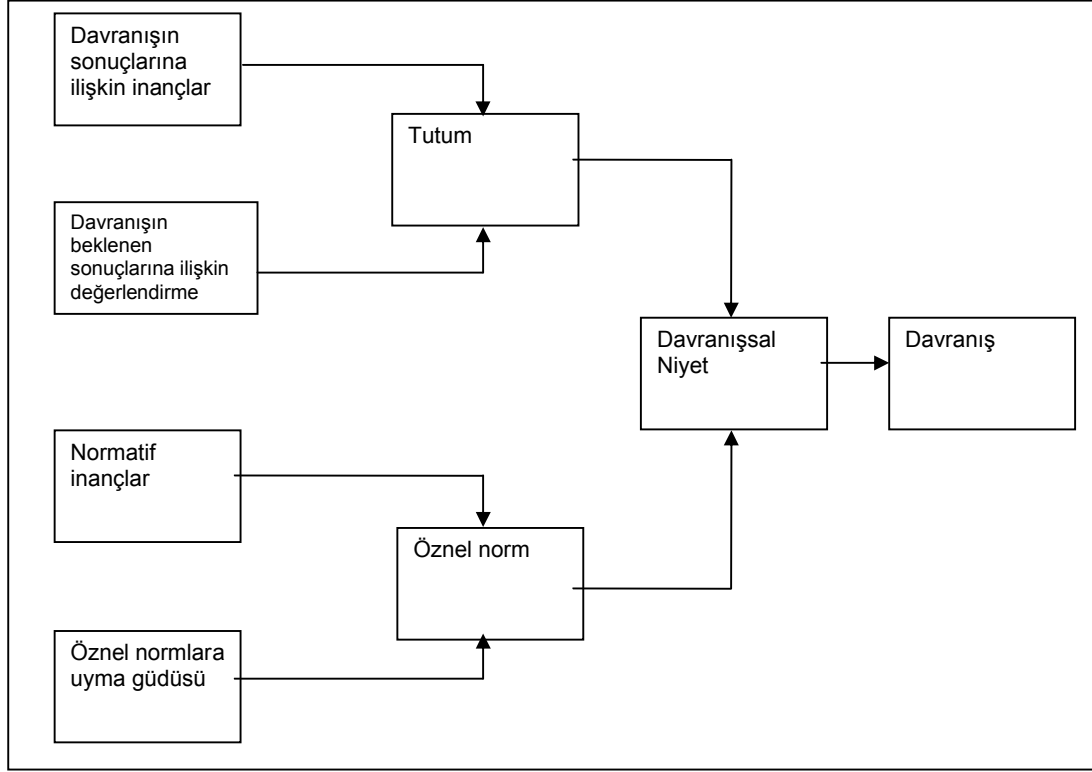 Davranışın
sonuçlarına
ilişkin inançlar
Tutum
Davranışın
beklenen
sonuçlarına ilişkin
değerlendirme
Davranışsal
Niyet
Davranış
Normatif
inançlar
Öznel norm
Öznel normlara
uyma güdüsü